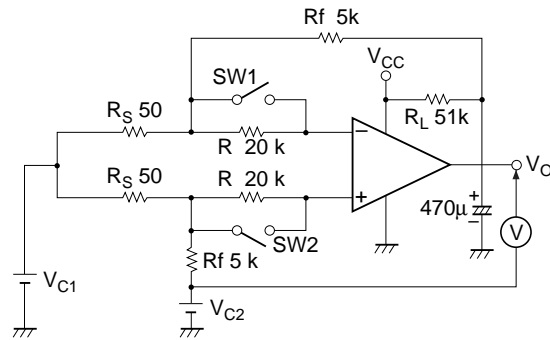 Rf 5k
VCC
SW1
RS 50
RL 51k
R 20 k
−
VO
RS 50
R 20 k
+
470µ
+
−
V
SW2
Rf 5 k
VC1
VC2